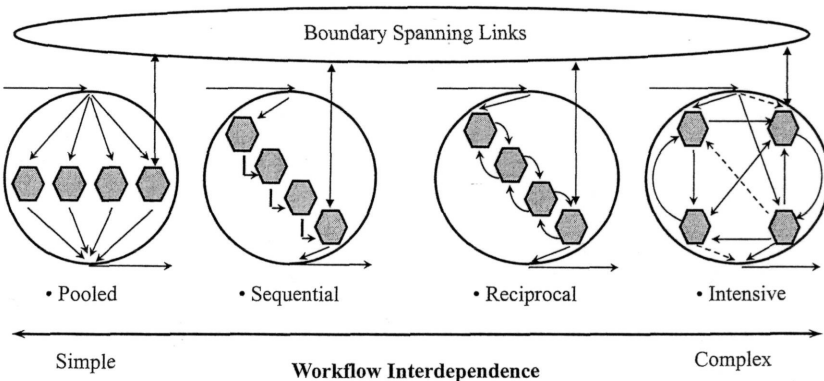 Boundary Spanning Links
• Pooled
• Sequential
• Reciprocal
• Intensive
Simple
Workflow Interdependence
Complex